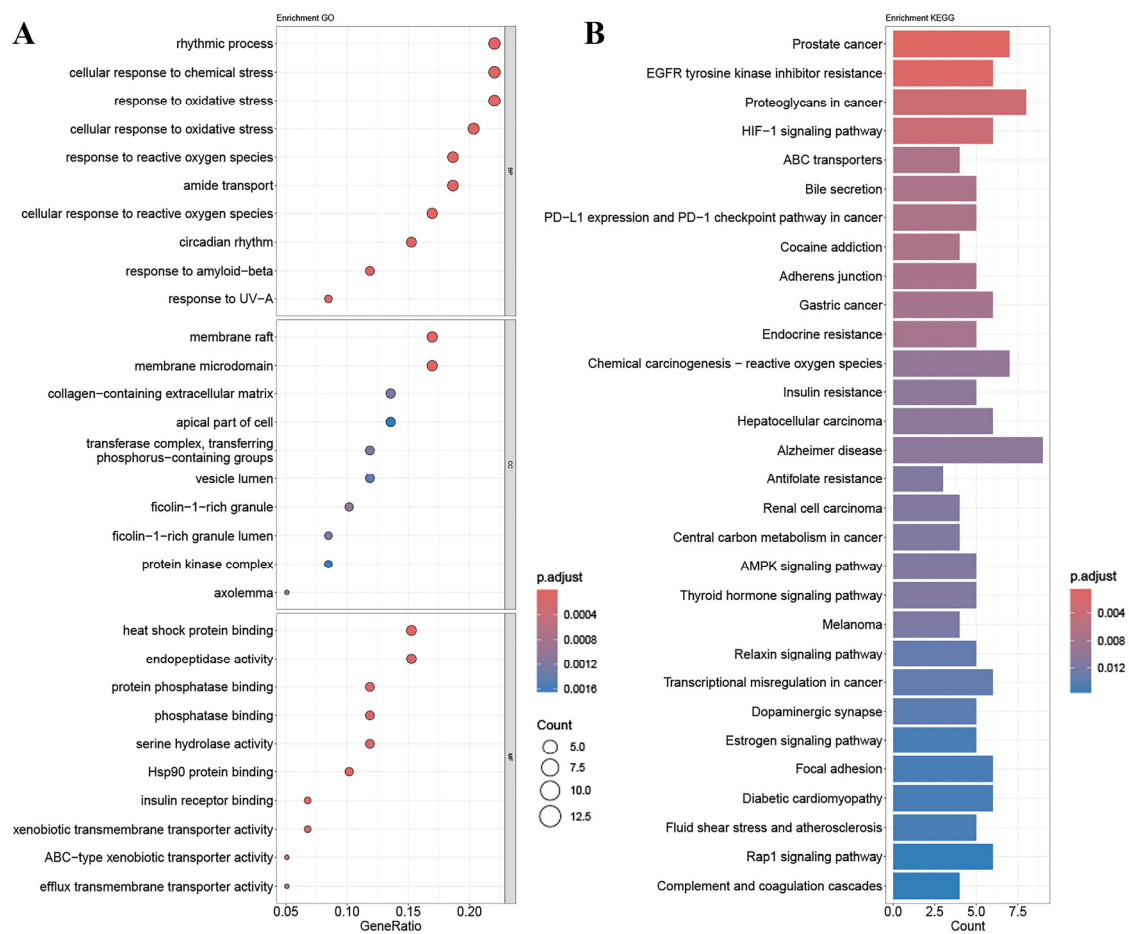 A
Enrichment GO
rhythmic process
cellular response to chemical stress
response to oxidative stress
cellular response to oxidative stress
response to reactive oxygen species
amide transport
cellular response to reactive oxygen species
circadian rhythm
response to amyloid−beta
response to UV−A
BP
membrane raft
membrane microdomain
collagen−containing extracellular matrix
apical part of cell
transferase complex, transferring
phosphorus−containing groups
vesicle lumen
ficolin−1−rich granule
ficolin−1−rich granule lumen
protein kinase complex
axolemma
CC
heat shock protein binding
endopeptidase activity
protein phosphatase binding
phosphatase binding
serine hydrolase activity
Hsp90 protein binding
insulin receptor binding
xenobiotic transmembrane transporter activity
ABC−type xenobiotic transporter activity
efflux transmembrane transporter activity
MF
0.05 0.10 0.15 0.20
GeneRatio
p.adjust
0.0004
0.0008
0.0012
0.0016
Count
5.0
7.5
10.0
12.5
B
Enrichment KEGG
Prostate cancer
EGFR tyrosine kinase inhibitor resistance
Proteoglycans in cancer
HIF−1 signaling pathway
ABC transporters
Bile secretion
PD−L1 expression and PD−1 checkpoint pathway in cancer
Cocaine addiction
Adherens junction
Gastric cancer
Endocrine resistance
Chemical carcinogenesis − reactive oxygen species
Insulin resistance
Hepatocellular carcinoma
Alzheimer disease
Antifolate resistance
Renal cell carcinoma
Central carbon metabolism in cancer
AMPK signaling pathway
Thyroid hormone signaling pathway
Melanoma
Relaxin signaling pathway
Transcriptional misregulation in cancer
Dopaminergic synapse
Estrogen signaling pathway
Focal adhesion
Diabetic cardiomyopathy
Fluid shear stress and atherosclerosis
Rap1 signaling pathway
Complement and coagulation cascades
0.0 2.5 5.0 7.5
Count
p.adjust
0.004
0.008
0.012